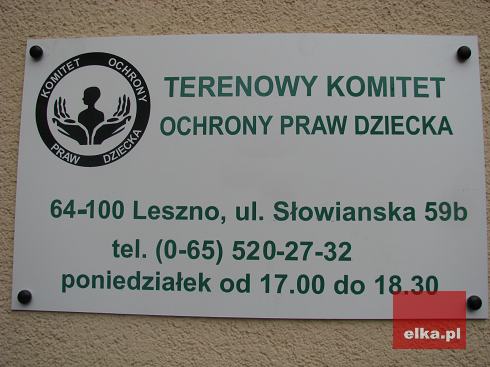 KOMITET OCHRONY
PRAW DZIECKA
TERENOWY KOMITET
OCHRONY PRAW DZIECKA
64-100 Leszno, ul. Słowianska 59b
tel. (0-65) 520-27-32
poniedziałek od 17.00 do 18.30
elka.pl